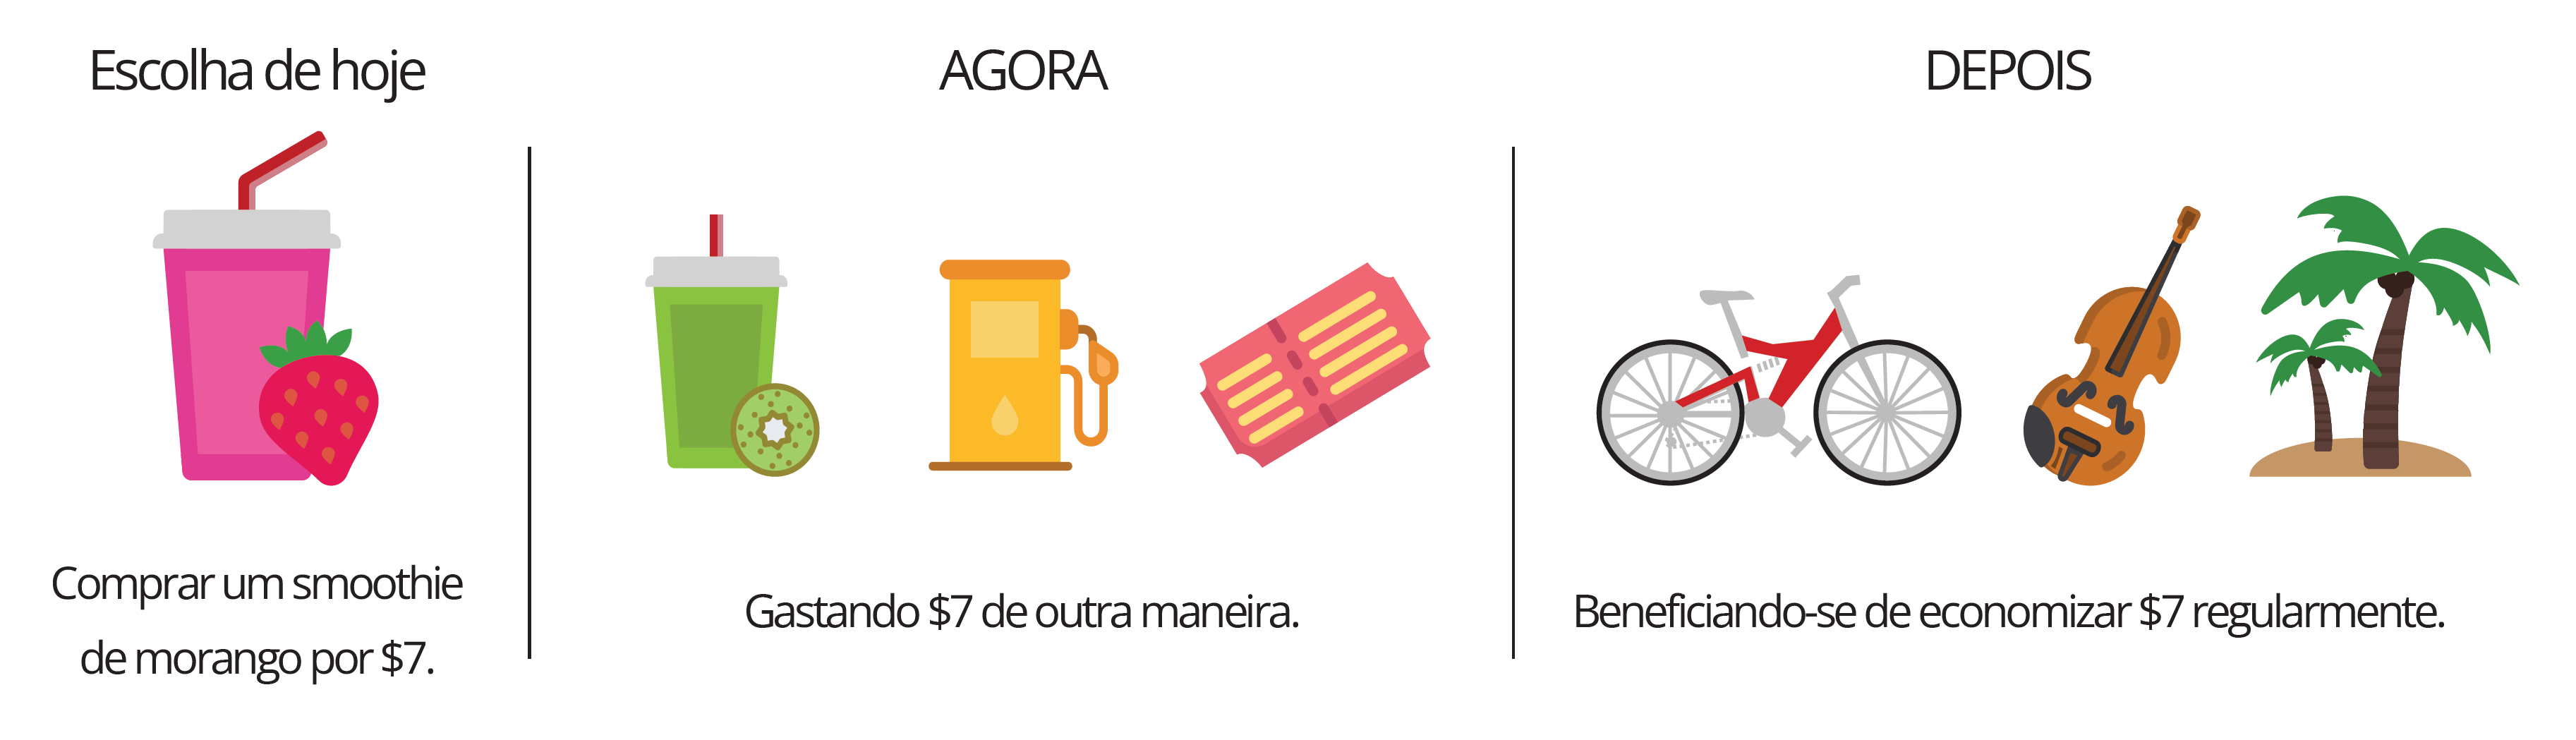 Escolha de hoje
AGORA
DEPOIS
Comprar um smoothie
de morango por $7.
Gastando $7 de outra maneira.
Beneficiando-se de economizar $7 regularmente.